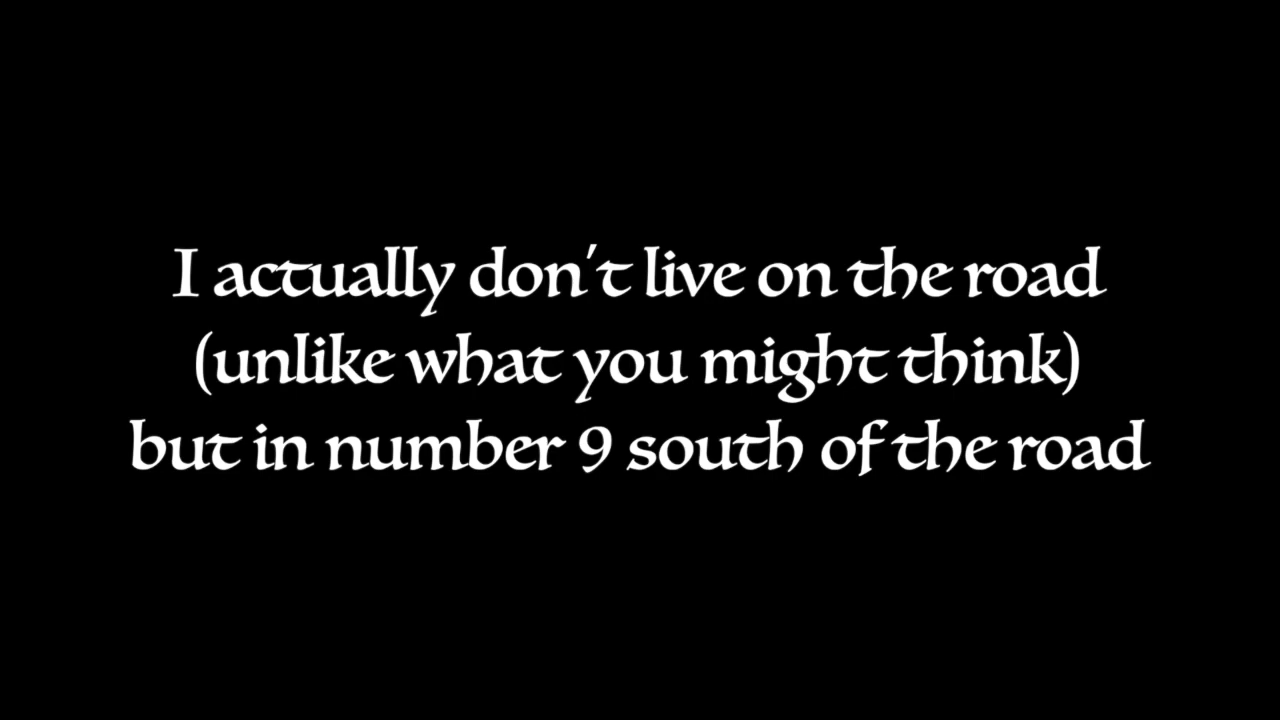 I actually don't live on the road
(unlike what you might think)
but in number 9 south of the road